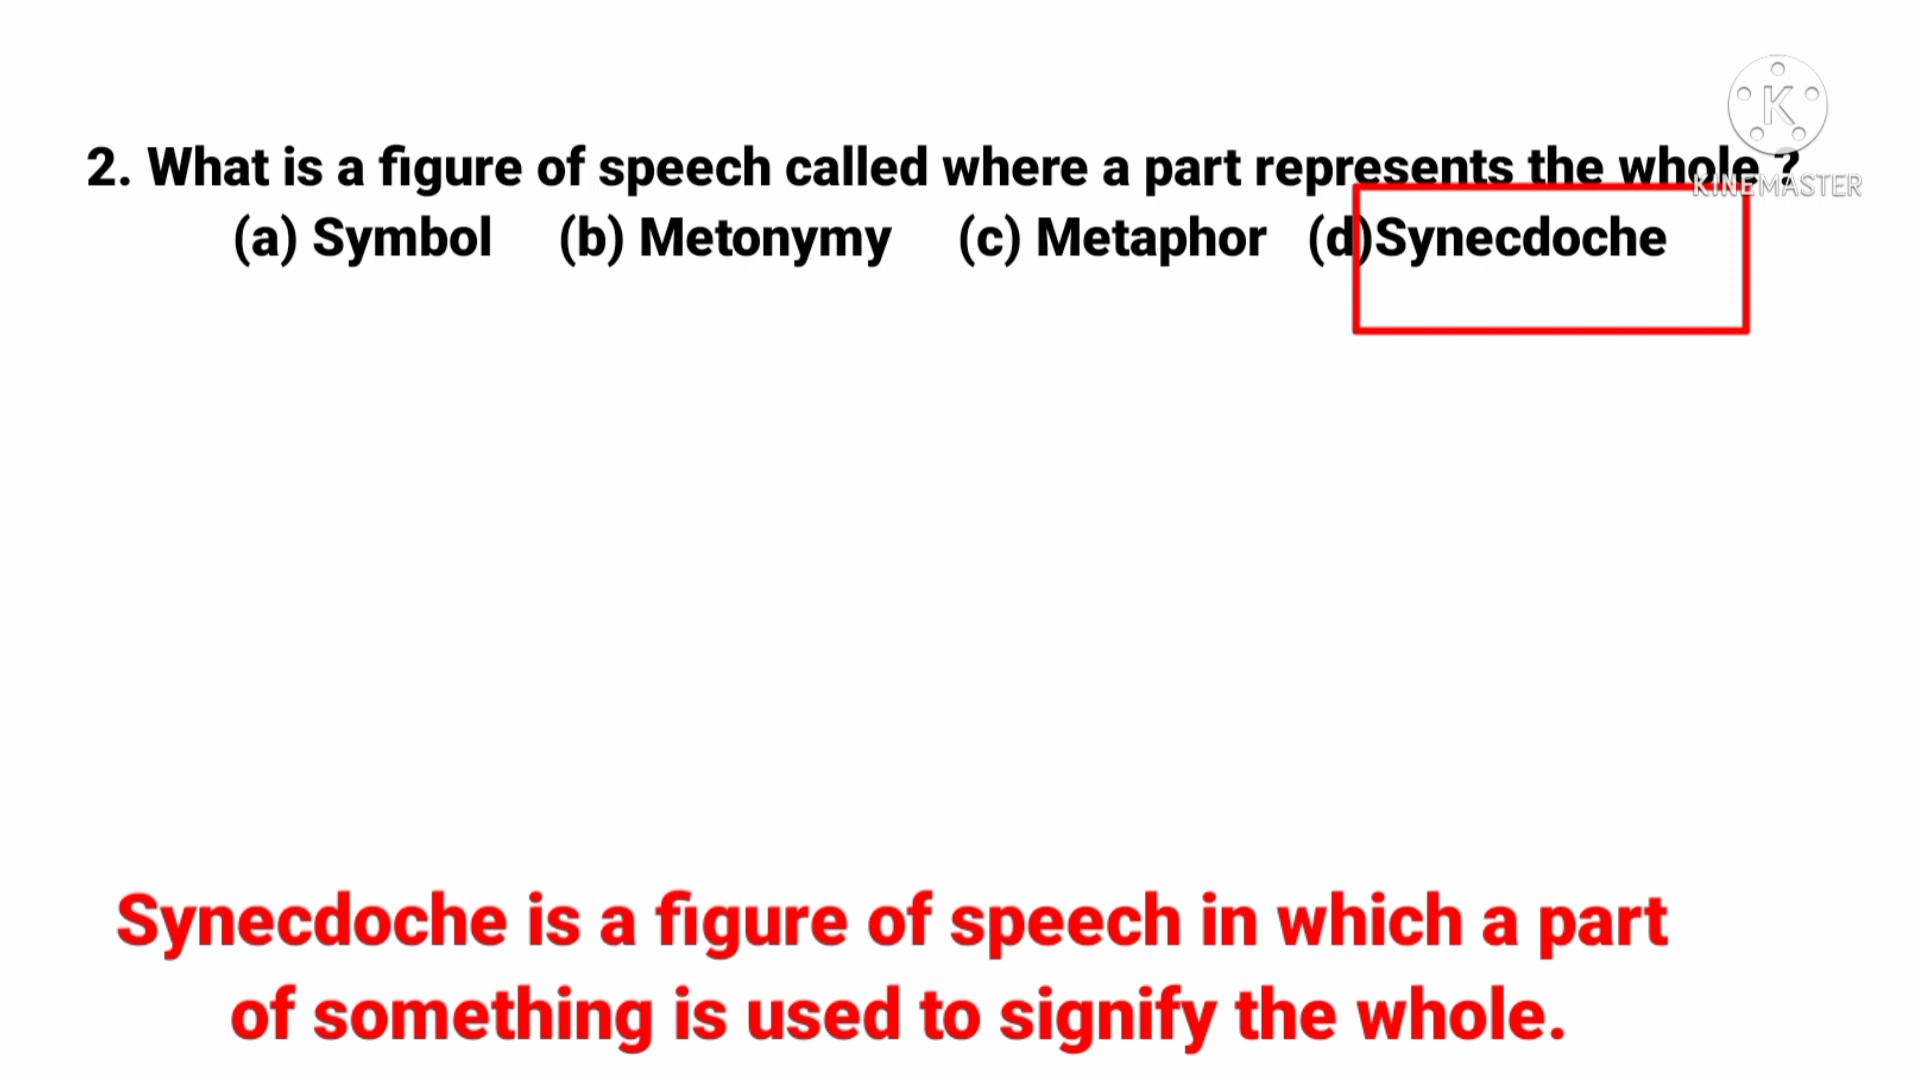 K
2. What is a figure of speech called where a part represents the whole ?
KINEMASTER
(a) Symbol (b) Metonymy (c) Metaphor (d)Synecdoche
Synecdoche is a figure of speech in which a part
of something is used to signify the whole.